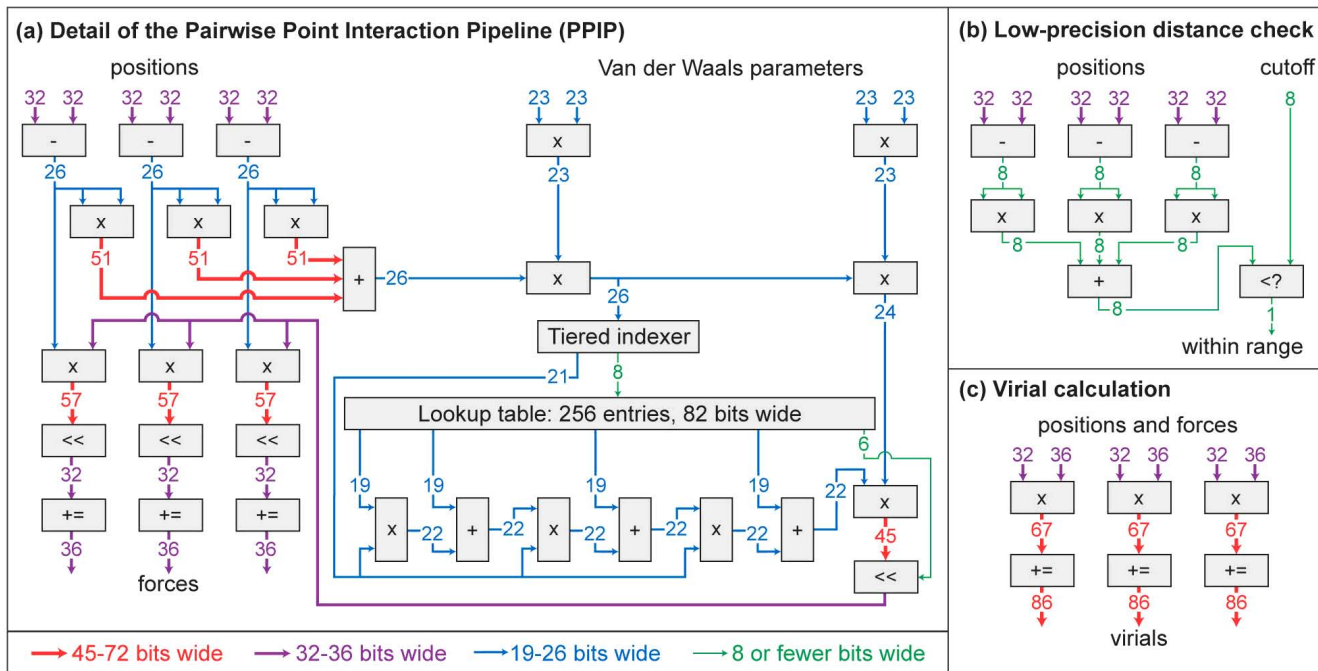 (a) Detail of the Pairwise Point Interaction Pipeline (PPIP)
positions
Van der Waals parameters
32 32 32 32 32 32
23 23 23 23
- - -
x x
26 26 26
23 23
x x x
51 51 51
+
26
x x
26
24
Tiered indexer
21
8
x x x
Lookup table: 256 entries, 82 bits wide
57 57 57
6
<< << <<
32 32 32
19 19 19 19
22
x
+= += +=
x 22 + 22 x 22 + 22 x 22 +
45
36 36 36
<<
forces
45-72 bits wide
32-36 bits wide
19-26 bits wide
8 or fewer bits wide
(b) Low-precision distance check
positions
cutoff
32 32 32 32 32 32
8
- - -
8 8 8
x x x
8 8 8
+
<?
8
1
within range
(c) Virial calculation
positions and forces
32 36 32 36 32 36
x x x
67 67 67
+= += +=
86 86 86
virials